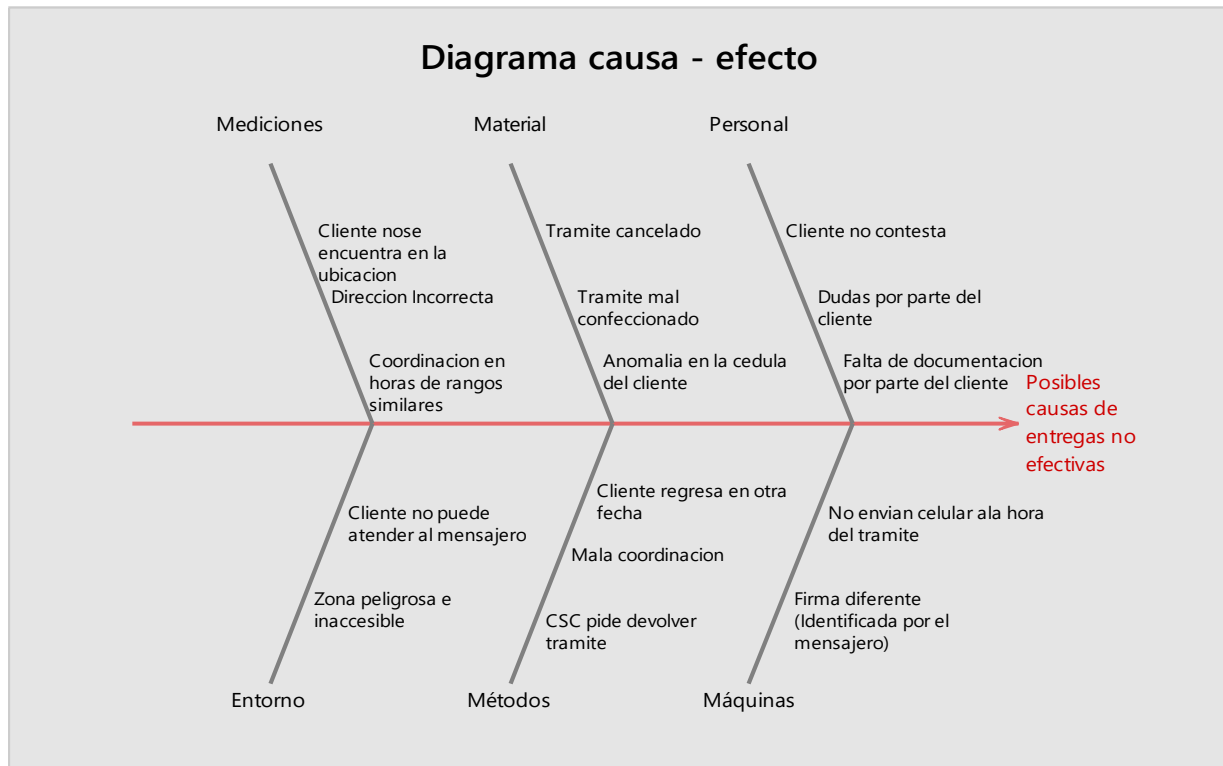 Diagrama causa - efecto
Mediciones
Material
Personal
Cliente nose
encuentra en la
ubicacion
Direccion Incorrecta
Coordinacion en
horas de rangos
similares
Tramite cancelado
Tramite mal
confeccionado
Anomalia en la cedula
del cliente
Cliente no contesta
Dudas por parte del
cliente
Falta de documentacion
por parte del cliente
Posibles
causas de
entregas no
efectivas
Cliente no puede
atender al mensajero
Zona peligrosa e
inaccesible
Cliente regresa en otra
fecha
Mala coordinacion
CSC pide devolver
tramite
No envian celular ala hora
del tramite
Firma diferente
(Identificada por el
mensajero)
Entorno
Métodos
Máquinas